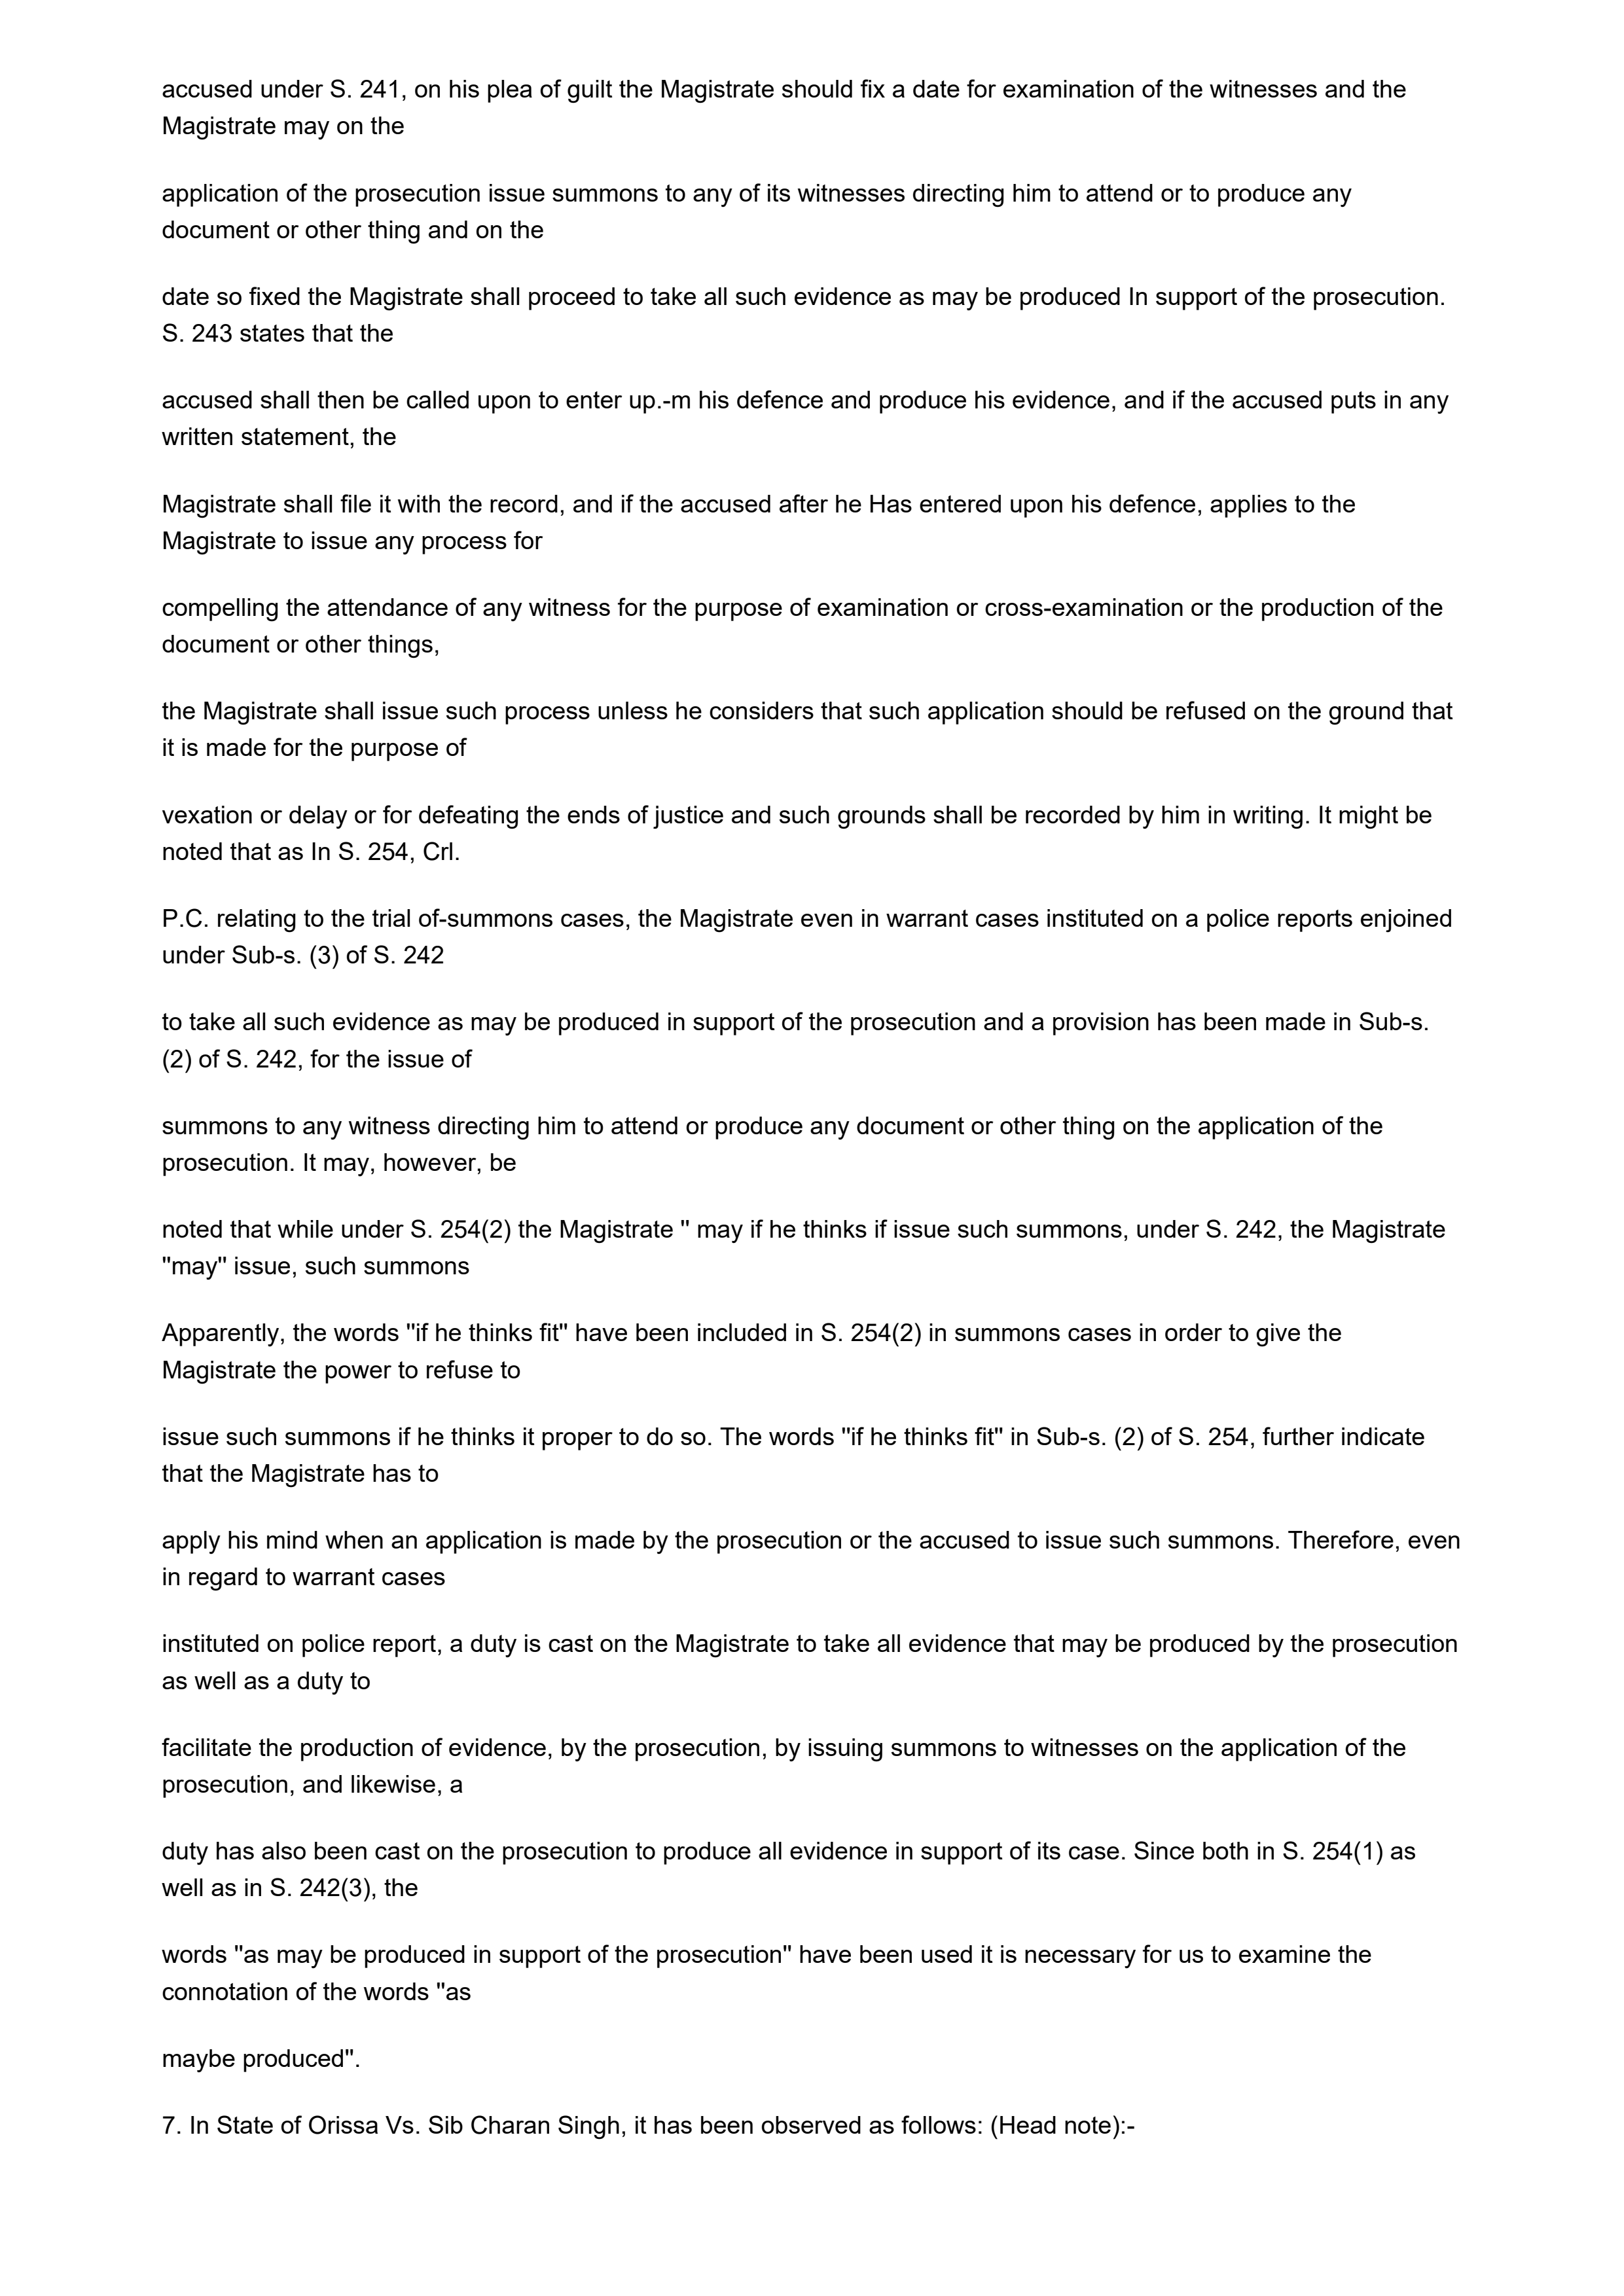 accused under S. 241, on his plea of guilt the Magistrate should fix a date for examination of the witnesses and the
Magistrate may on the
application of the prosecution issue summons to any of its witnesses directing him to attend or to produce any
document or other thing and on the
date so fixed the Magistrate shall proceed to take all such evidence as may be produced In support of the prosecution.
S. 243 states that the
accused shall then be called upon to enter up.-m his defence and produce his evidence, and if the accused puts in any
written statement, the
Magistrate shall file it with the record, and if the accused after he Has entered upon his defence, applies to the
Magistrate to issue any process for
compelling the attendance of any witness for the purpose of examination or cross-examination or the production of the
document or other things,
the Magistrate shall issue such process unless he considers that such application should be refused on the ground that
it is made for the purpose of
vexation or delay or for defeating the ends of justice and such grounds shall be recorded by him in writing. It might be
noted that as In S. 254, Crl.
P.C. relating to the trial of-summons cases, the Magistrate even in warrant cases instituted on a police reports enjoined
under Sub-s. (3) of S. 242
to take all such evidence as may be produced in support of the prosecution and a provision has been made in Sub-s.
(2) of S. 242, for the issue of
summons to any witness directing him to attend or produce any document or other thing on the application of the
prosecution. It may, however, be
noted that while under S. 254(2) the Magistrate " may if he thinks if issue such summons, under S. 242, the Magistrate
"may" issue, such summons
Apparently, the words "if he thinks fit" have been included in S. 254(2) in summons cases in order to give the
Magistrate the power to refuse to
issue such summons if he thinks it proper to do so. The words "if he thinks fit" in Sub-s. (2) of S. 254, further indicate
that the Magistrate has to
apply his mind when an application is made by the prosecution or the accused to issue such summons. Therefore, even
in regard to warrant cases
instituted on police report, a duty is cast on the Magistrate to take all evidence that may be produced by the prosecution
as well as a duty to
facilitate the production of evidence, by the prosecution, by issuing summons to witnesses on the application of the
prosecution, and likewise, a
duty has also been cast on the prosecution to produce all evidence in support of its case. Since both in S. 254(1) as
well as in S. 242(3), the
words "as may be produced in support of the prosecution" have been used it is necessary for us to examine the
connotation of the words "as
maybe produced".
7. In State of Orissa Vs. Sib Charan Singh, it has been observed as follows: (Head note):-